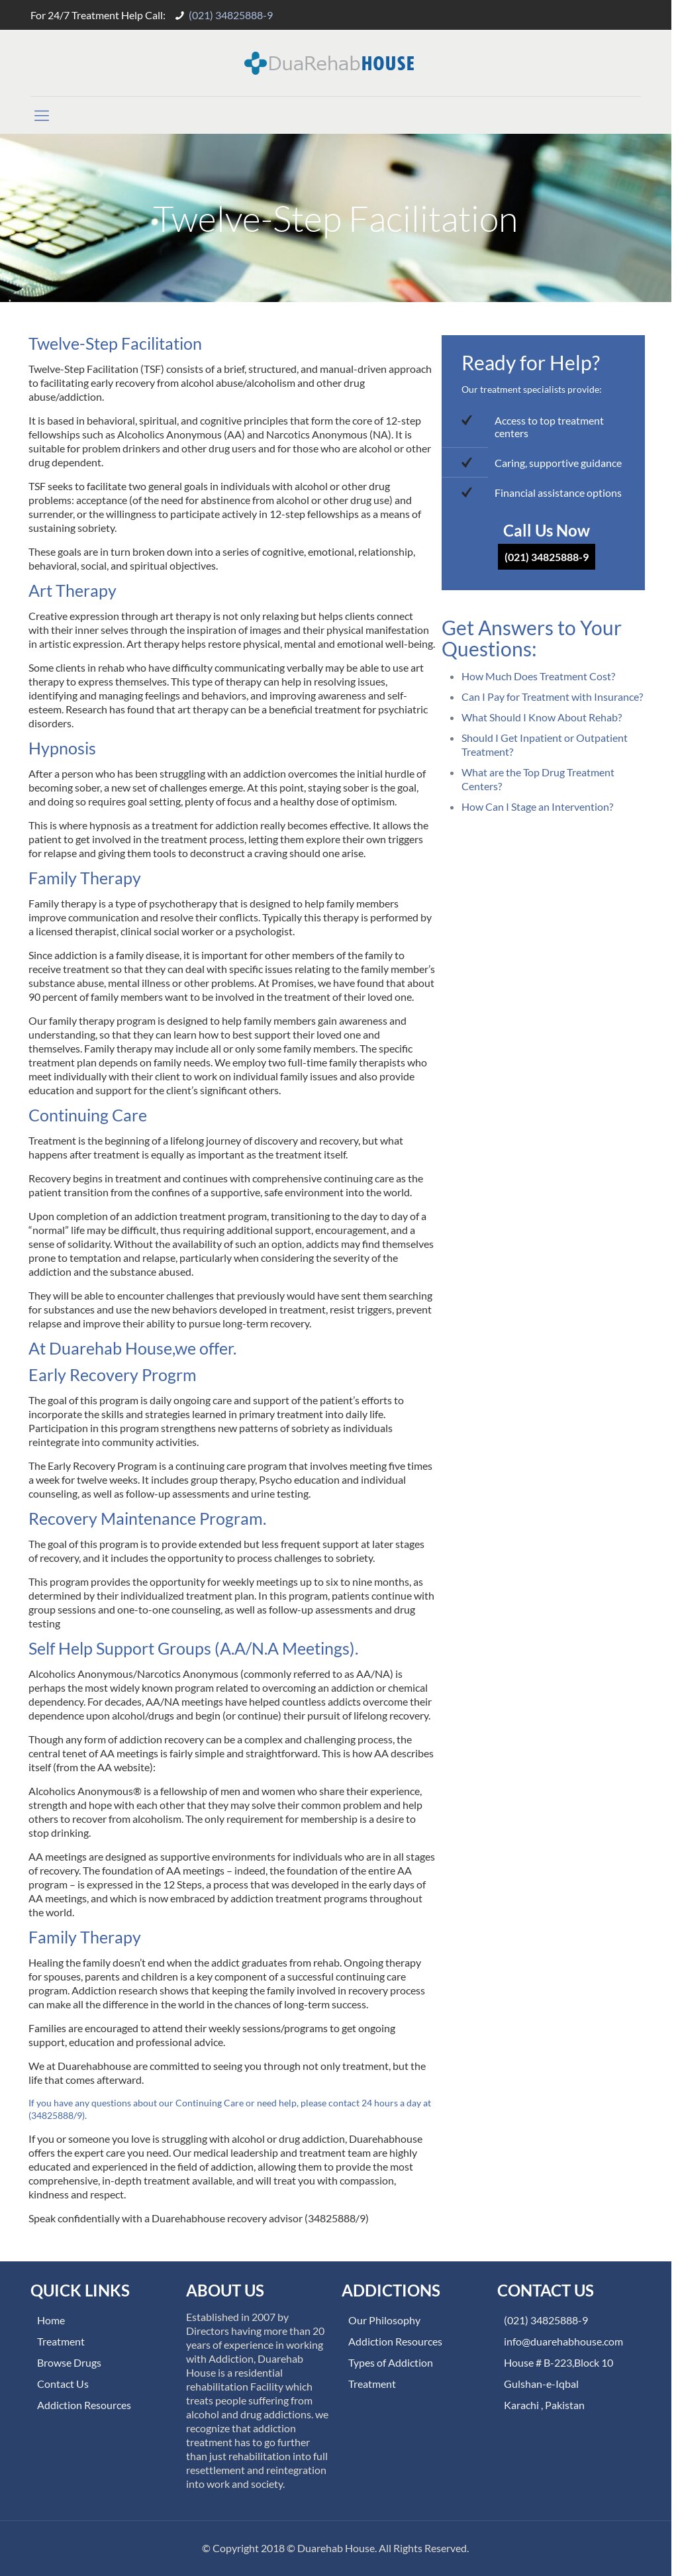 For 24/7 Treatment Help Call: (021) 34825888-9
DuaRehabHOUSE
Twelve-Step Facilitation
Twelve-Step Facilitation
Twelve-Step Facilitation (TSF) consists of a brief, structured, and manual-driven approach
to facilitating early recovery from alcohol abuse/alcoholism and other drug
abuse/addiction.
It is based in behavioral, spiritual, and cognitive principles that form the core of 12-step
fellowships such as Alcoholics Anonymous (AA) and Narcotics Anonymous (NA). It is
suitable for problem drinkers and other drug users and for those who are alcohol or other
drug dependent.
TSF seeks to facilitate two general goals in individuals with alcohol or other drug
problems: acceptance (of the need for abstinence from alcohol or other drug use) and
surrender, or the willingness to participate actively in 12-step fellowships as a means of
sustaining sobriety.
These goals are in turn broken down into a series of cognitive, emotional, relationship,
behavioral, social, and spiritual objectives.
Art Therapy
Creative expression through art therapy is not only relaxing but helps clients connect
with their inner selves through the inspiration of images and their physical manifestation
in artistic expression. Art therapy helps restore physical, mental and emotional well-being.
Some clients in rehab who have difficulty communicating verbally may be able to use art
therapy to express themselves. This type of therapy can help in resolving issues,
identifying and managing feelings and behaviors, and improving awareness and self-
esteem. Research has found that art therapy can be a beneficial treatment for psychiatric
disorders.
Hypnosis
After a person who has been struggling with an addiction overcomes the initial hurdle of
becoming sober, a new set of challenges emerge. At this point, staying sober is the goal,
and doing so requires goal setting, plenty of focus and a healthy dose of optimism.
This is where hypnosis as a treatment for addiction really becomes effective. It allows the
patient to get involved in the treatment process, letting them explore their own triggers
for relapse and giving them tools to deconstruct a craving should one arise.
Family Therapy
Family therapy is a type of psychotherapy that is designed to help family members
improve communication and resolve their conflicts. Typically this therapy is performed by
a licensed therapist, clinical social worker or a psychologist.
Since addiction is a family disease, it is important for other members of the family to
receive treatment so that they can deal with specific issues relating to the family member’s
substance abuse, mental illness or other problems. At Promises, we have found that about
90 percent of family members want to be involved in the treatment of their loved one.
Our family therapy program is designed to help family members gain awareness and
understanding, so that they can learn how to best support their loved one and
themselves. Family therapy may include all or only some family members. The specific
treatment plan depends on family needs. We employ two full-time family therapists who
meet individually with their client to work on individual family issues and also provide
education and support for the client’s significant others.
Continuing Care
Treatment is the beginning of a lifelong journey of discovery and recovery, but what
happens after treatment is equally as important as the treatment itself.
Recovery begins in treatment and continues with comprehensive continuing care as the
patient transition from the confines of a supportive, safe environment into the world.
Upon completion of an addiction treatment program, transitioning to the day to day of a
“normal” life may be difficult, thus requiring additional support, encouragement, and a
sense of solidarity. Without the availability of such an option, addicts may find themselves
prone to temptation and relapse, particularly when considering the severity of the
addiction and the substance abused.
They will be able to encounter challenges that previously would have sent them searching
for substances and use the new behaviors developed in treatment, resist triggers, prevent
relapse and improve their ability to pursue long-term recovery.
At Duarehab House,we offer.
Early Recovery Progrm
The goal of this program is daily ongoing care and support of the patient’s efforts to
incorporate the skills and strategies learned in primary treatment into daily life.
Participation in this program strengthens new patterns of sobriety as individuals
reintegrate into community activities.
The Early Recovery Program is a continuing care program that involves meeting five times
a week for twelve weeks. It includes group therapy, Psycho education and individual
counseling, as well as follow-up assessments and urine testing.
Recovery Maintenance Program.
The goal of this program is to provide extended but less frequent support at later stages
of recovery, and it includes the opportunity to process challenges to sobriety.
This program provides the opportunity for weekly meetings up to six to nine months, as
determined by their individualized treatment plan. In this program, patients continue with
group sessions and one-to-one counseling, as well as follow-up assessments and drug
testing
Self Help Support Groups (A.A/N.A Meetings).
Alcoholics Anonymous/Narcotics Anonymous (commonly referred to as AA/NA) is
perhaps the most widely known program related to overcoming an addiction or chemical
dependency. For decades, AA/NA meetings have helped countless addicts overcome their
dependence upon alcohol/drugs and begin (or continue) their pursuit of lifelong recovery.
Though any form of addiction recovery can be a complex and challenging process, the
central tenet of AA meetings is fairly simple and straightforward. This is how AA describes
itself (from the AA website):
Alcoholics Anonymous® is a fellowship of men and women who share their experience,
strength and hope with each other that they may solve their common problem and help
others to recover from alcoholism. The only requirement for membership is a desire to
stop drinking.
AA meetings are designed as supportive environments for individuals who are in all stages
of recovery. The foundation of AA meetings – indeed, the foundation of the entire AA
program – is expressed in the 12 Steps, a process that was developed in the early days of
AA meetings, and which is now embraced by addiction treatment programs throughout
the world.
Family Therapy
Healing the family doesn’t end when the addict graduates from rehab. Ongoing therapy
for spouses, parents and children is a key component of a successful continuing care
program. Addiction research shows that keeping the family involved in recovery process
can make all the difference in the world in the chances of long-term success.
Families are encouraged to attend their weekly sessions/programs to get ongoing
support, education and professional advice.
We at Duarehabhouse are committed to seeing you through not only treatment, but the
life that comes afterward.
If you have any questions about our Continuing Care or need help, please contact 24 hours a day at
(34825888/9).
If you or someone you love is struggling with alcohol or drug addiction, Duarehabhouse
offers the expert care you need. Our medical leadership and treatment team are highly
educated and experienced in the field of addiction, allowing them to provide the most
comprehensive, in-depth treatment available, and will treat you with compassion,
kindness and respect.
Speak confidentially with a Duarehabhouse recovery advisor (34825888/9)
Ready for Help?
Our treatment specialists provide:
Access to top treatment
centers
Caring, supportive guidance
Financial assistance options
Call Us Now
(021) 34825888-9
Get Answers to Your
Questions:
How Much Does Treatment Cost?
Can I Pay for Treatment with Insurance?
What Should I Know About Rehab?
Should I Get Inpatient or Outpatient
Treatment?
What are the Top Drug Treatment
Centers?
How Can I Stage an Intervention?
QUICK LINKS
Home
Treatment
Browse Drugs
Contact Us
Addiction Resources
ABOUT US
Established in 2007 by
Directors having more than 20
years of experience in working
with Addiction, Duarehab
House is a residential
rehabilitation Facility which
treats people suffering from
alcohol and drug addictions. we
recognize that addiction
treatment has to go further
than just rehabilitation into full
resettlement and reintegration
into work and society.
ADDICTIONS
Our Philosophy
Addiction Resources
Types of Addiction
Treatment
CONTACT US
(021) 34825888-9
info@duarehabhouse.com
House # B-223,Block 10
Gulshan-e-Iqbal
Karachi , Pakistan
© Copyright 2018 © Duarehab House. All Rights Reserved.